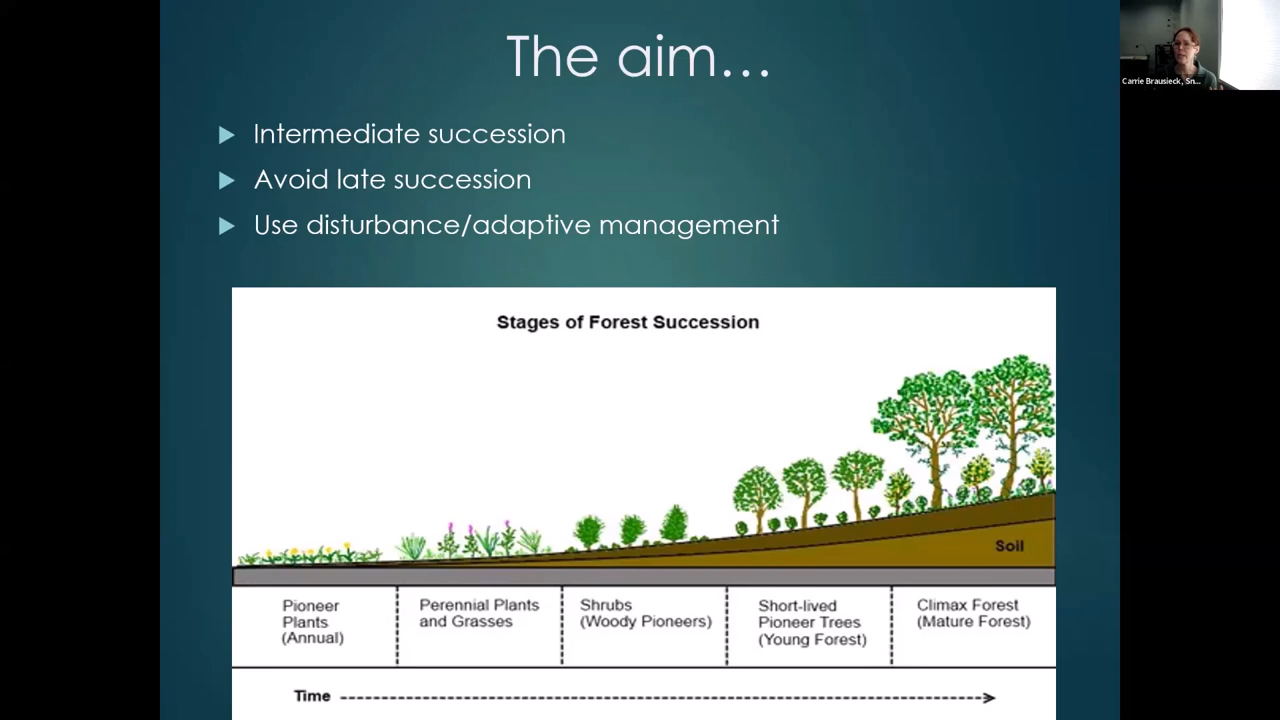 The aim…
Intermediate succession
Avoid late succession
Use disturbance/adaptive management
Stages of Forest Succession
Soil
Pioneer
Plants
(Annual)
Perennial Plants
and Grasses
Shrubs
(Woody Pioneers)
Short-lived
Pioneer Trees
(Young Forest)
Climax Forest
(Mature Forest)
Time
Carrie Brausieck, Sn...